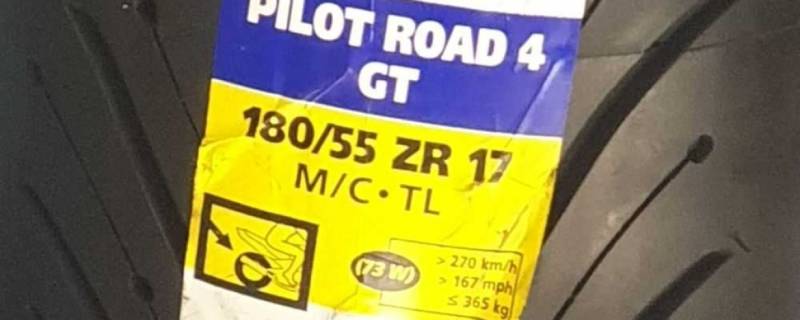 PILOT ROAD 4
GT
180/55 ZR 17
M/C • TL
(73 W)
> 270 km/h
> 167 mph
≤ 365 kg